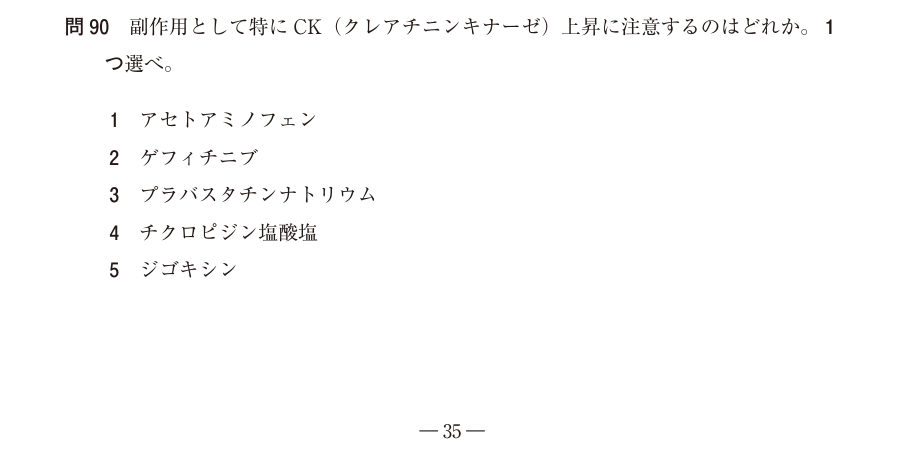 問 90　副作用として特に CK（クレアチニンキナーゼ）上昇に注意するのはどれか。1
つ選べ。
1　アセトアミノフェン
2　ゲフィチニブ
3　プラバスタチンナトリウム
4　チクロピジン塩酸塩
5　ジゴキシン
― 35 ―